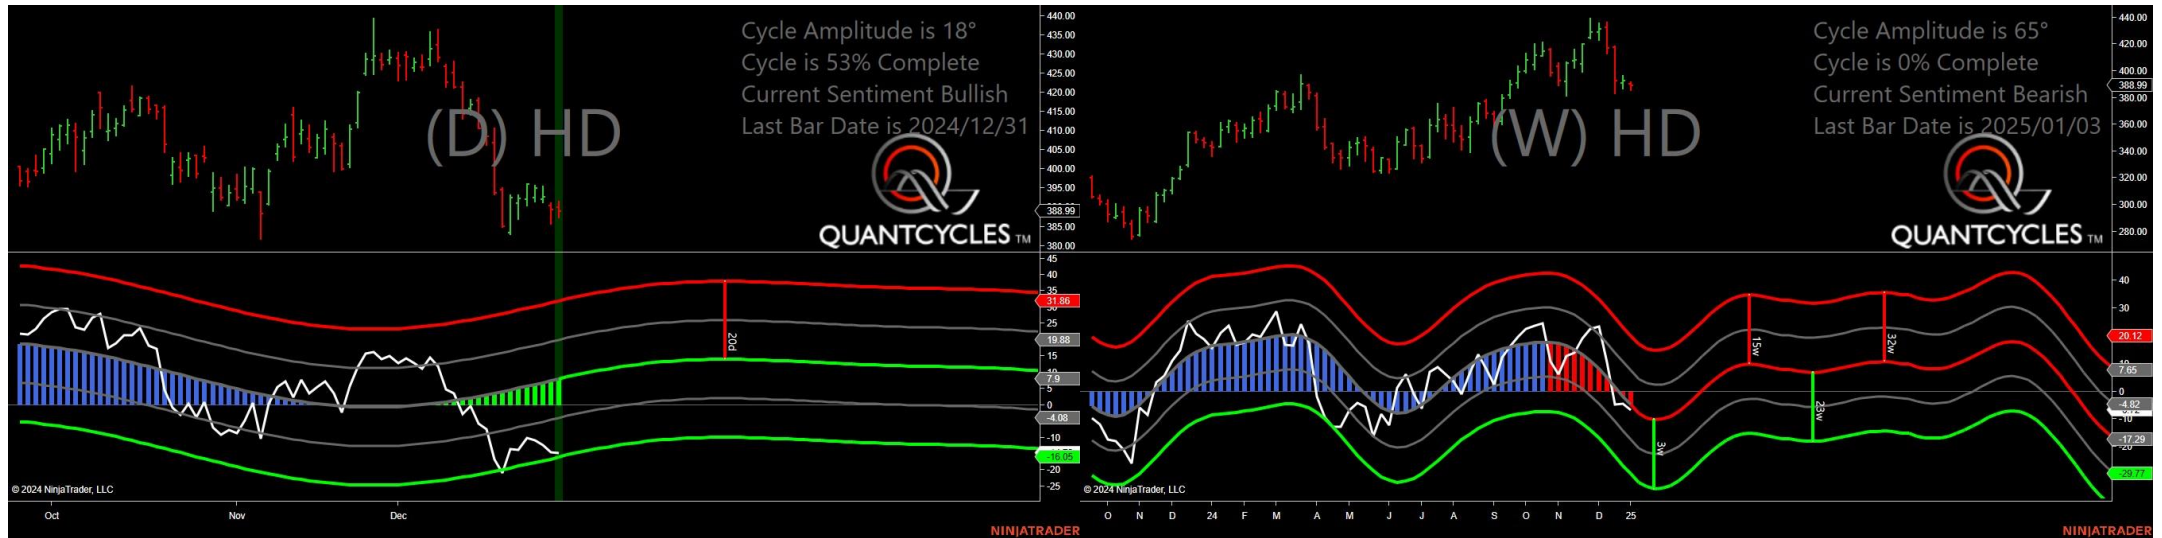 Cycle Amplitude is 18°
Cycle is 53% Complete
Current Sentiment Bullish
Last Bar Date is 2024/12/31
(D) HD
QUANTCYCLES TM
440.00
435.00
430.00
425.00
420.00
415.00
410.00
405.00
400.00
395.00
388.99
385.00
380.00
45
40
35
31.86
30
25
19.88
15
10
7.9
5
0
-4.08
-10
-16.05
-20
-25
20d
© 2024 NinjaTrader, LLC
Oct Nov Dec
NINJATRADER
Cycle Amplitude is 65°
Cycle is 0% Complete
Current Sentiment Bearish
Last Bar Date is 2025/01/03
(W) HD
QUANTCYCLES TM
440.00
420.00
400.00
388.99
380.00
360.00
340.00
320.00
300.00
280.00
40
30
20.12
7.65
0
-4.82
-10
-17.29
-20
-29.77
15w
32w
23w
3w
© 2024 NinjaTrader, LLC
O N D 24 F M A M J J A S O N D 25
NINJATRADER